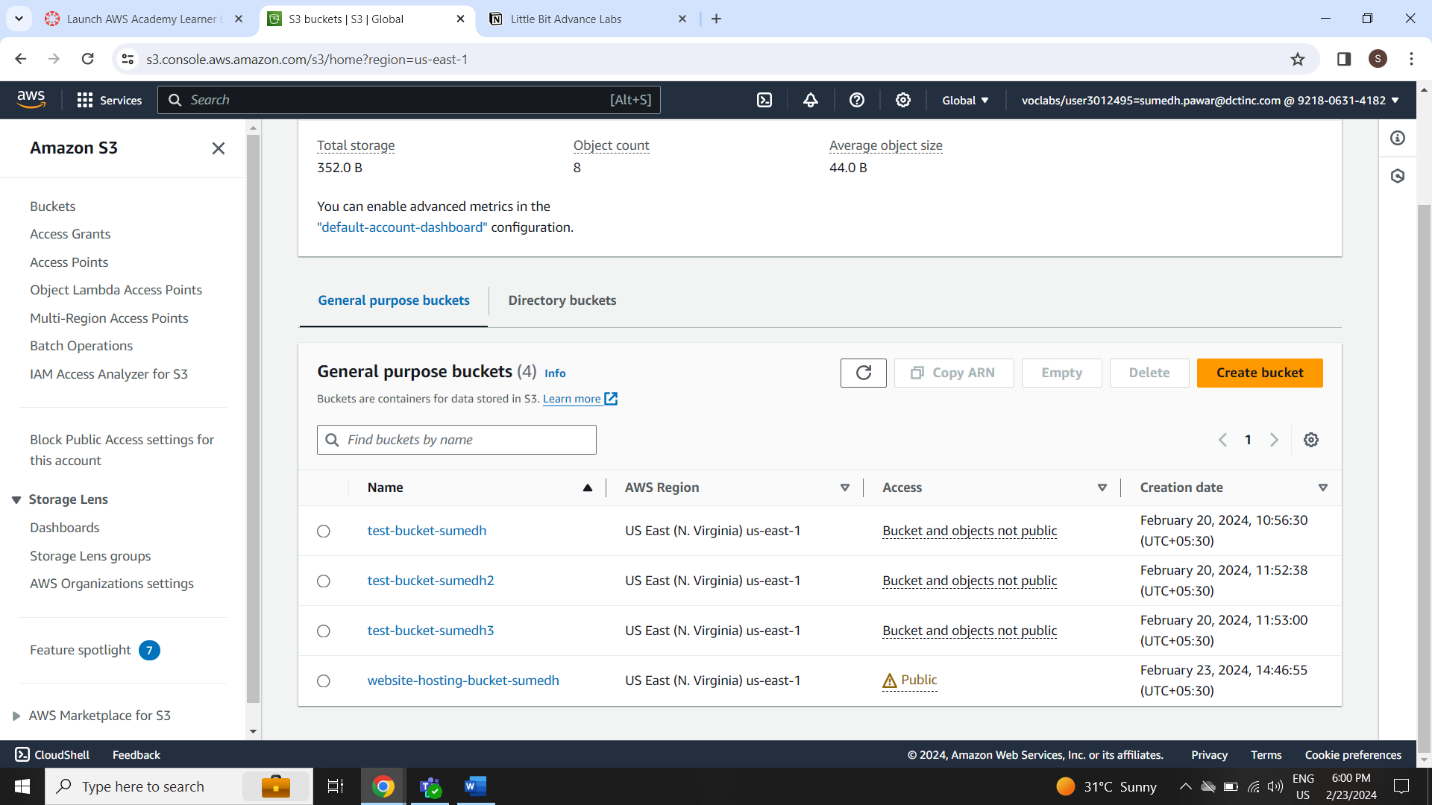 Launch AWS Academy Learner
S3 buckets | S3 | Global
Little Bit Advance Labs
s3.console.aws.amazon.com/s3/home?region=us-east-1
S
aws
Services
Search
[Alt+S]
Global
voclabs/user3012495=sumedh.pawar@dctinc.com @ 9218-0631-4182
Amazon S3
Buckets
Access Grants
Access Points
Object Lambda Access Points
Multi-Region Access Points
Batch Operations
IAM Access Analyzer for S3
Block Public Access settings for
this account
Storage Lens
Dashboards
Storage Lens groups
AWS Organizations settings
Feature spotlight 7
AWS Marketplace for S3
Total storage
352.0 B
Object count
8
Average object size
44.0 B
You can enable advanced metrics in the
"default-account-dashboard" configuration.
General purpose buckets
Directory buckets
General purpose buckets (4) Info
Buckets are containers for data stored in S3. Learn more
Copy ARN
Empty
Delete
Create bucket
Find buckets by name
1
Name AWS Region Access Creation date
test-bucket-sumedh US East (N. Virginia) us-east-1 Bucket and objects not public February 20, 2024, 10:56:30
(UTC+05:30)
test-bucket-sumedh2 US East (N. Virginia) us-east-1 Bucket and objects not public February 20, 2024, 11:52:38
(UTC+05:30)
test-bucket-sumedh3 US East (N. Virginia) us-east-1 Bucket and objects not public February 20, 2024, 11:53:00
(UTC+05:30)
website-hosting-bucket-sumedh US East (N. Virginia) us-east-1 Public February 23, 2024, 14:46:55
(UTC+05:30)
CloudShell
Feedback
© 2024, Amazon Web Services, Inc. or its affiliates.
Privacy
Terms
Cookie preferences
Type here to search
31°C Sunny
ENG
US
6:00 PM
2/23/2024